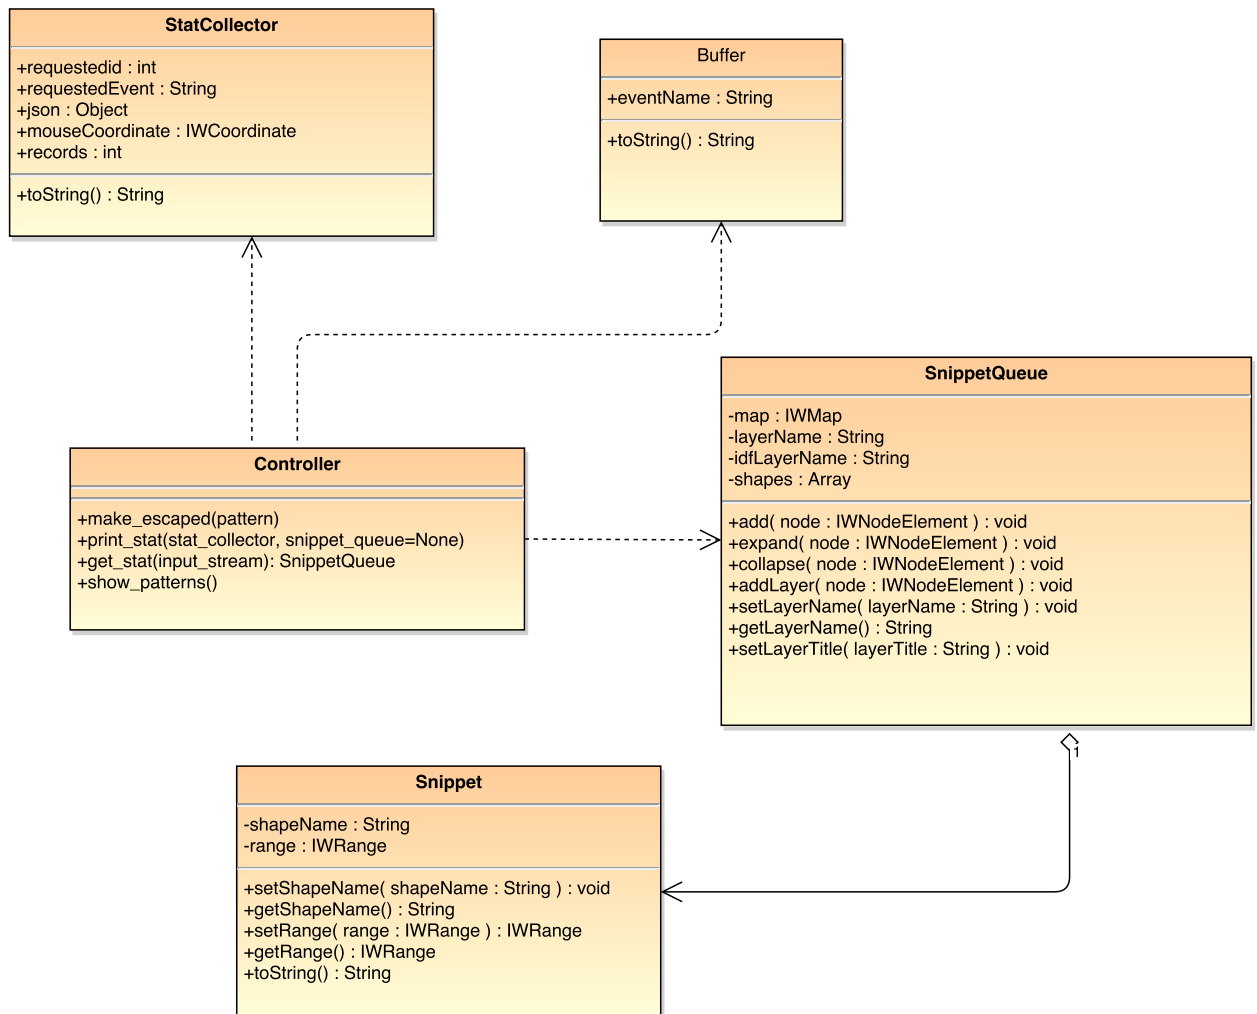 StatCollector
+requestedid : int
+requestedEvent : String
+json : Object
+mouseCoordinate : IWCoordinate
+records : int
+toString() : String
Buffer
+eventName : String
+toString() : String
Controller
+make_escaped(pattern)
+print_stat(stat_collector, snippet_queue=None)
+get_stat(input_stream): SnippetQueue
+show_patterns()
SnippetQueue
-map : IWMap
-layerName : String
-idfLayerName : String
-shapes : Array
+add( node : IWNodeElement ) : void
+expand( node : IWNodeElement ) : void
+collapse( node : IWNodeElement ) : void
+addLayer( node : IWNodeElement ) : void
+setLayerName( layerName : String ) : void
+getLayerName() : String
+setLayerTitle( layerTitle : String ) : void
1
Snippet
-shapeName : String
-range : IWRange
+setShapeName( shapeName : String ) : void
+getShapeName() : String
+setRange( range : IWRange ) : IWRange
+getRange() : IWRange
+toString() : String